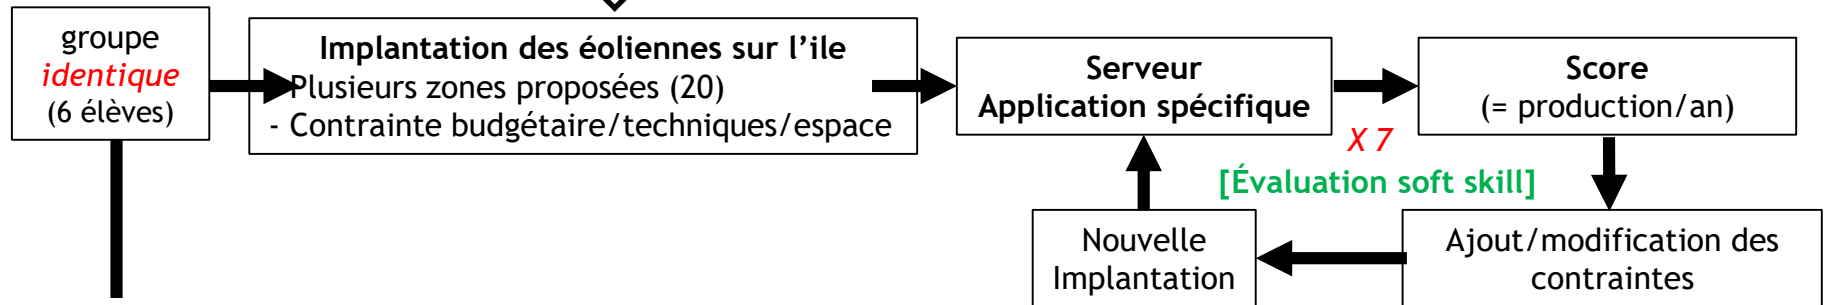 groupe
identique
(6 élèves)
Implantation des éoliennes sur l’ile
- Plusieurs zones proposées (20)
- Contrainte budgétaire/techniques/espace
Serveur
Application spécifique
Score
(= production/an)
X 7
[Évaluation soft skill]
Nouvelle
Implantation
Ajout/modification des
contraintes